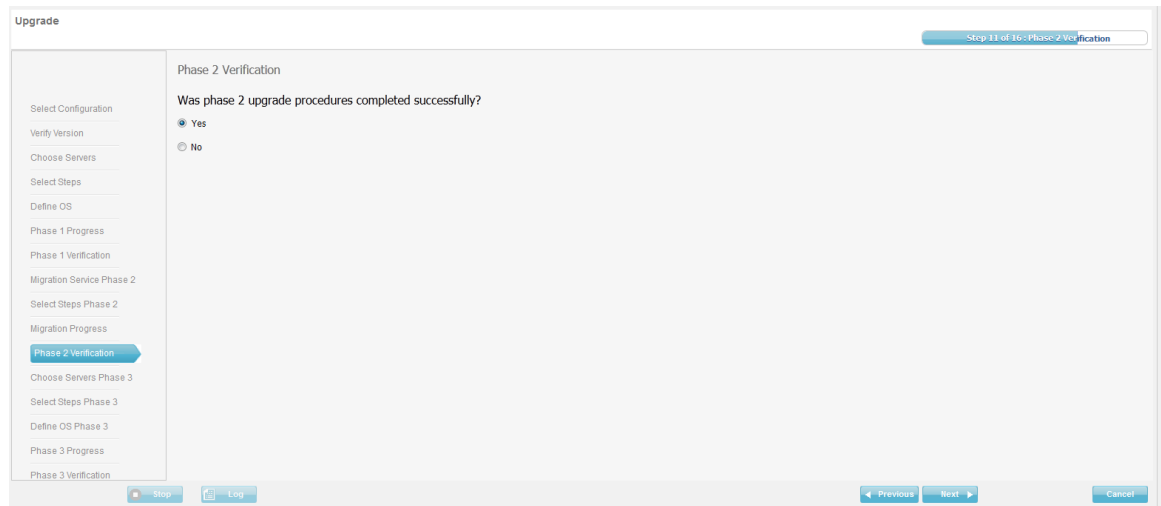 Upgrade
Step 11 of 16 : Phase 2 Verification
Phase 2 Verification
Was phase 2 upgrade procedures completed successfully?
Yes
No
Select Configuration
Verify Version
Choose Servers
Select Steps
Define OS
Phase 1 Progress
Phase 1 Verification
Migration Service Phase 2
Select Steps Phase 2
Migration Progress
Phase 2 Verification
Choose Servers Phase 3
Select Steps Phase 3
Define OS Phase 3
Phase 3 Progress
Phase 3 Verification
Stop Log Previous Next Cancel